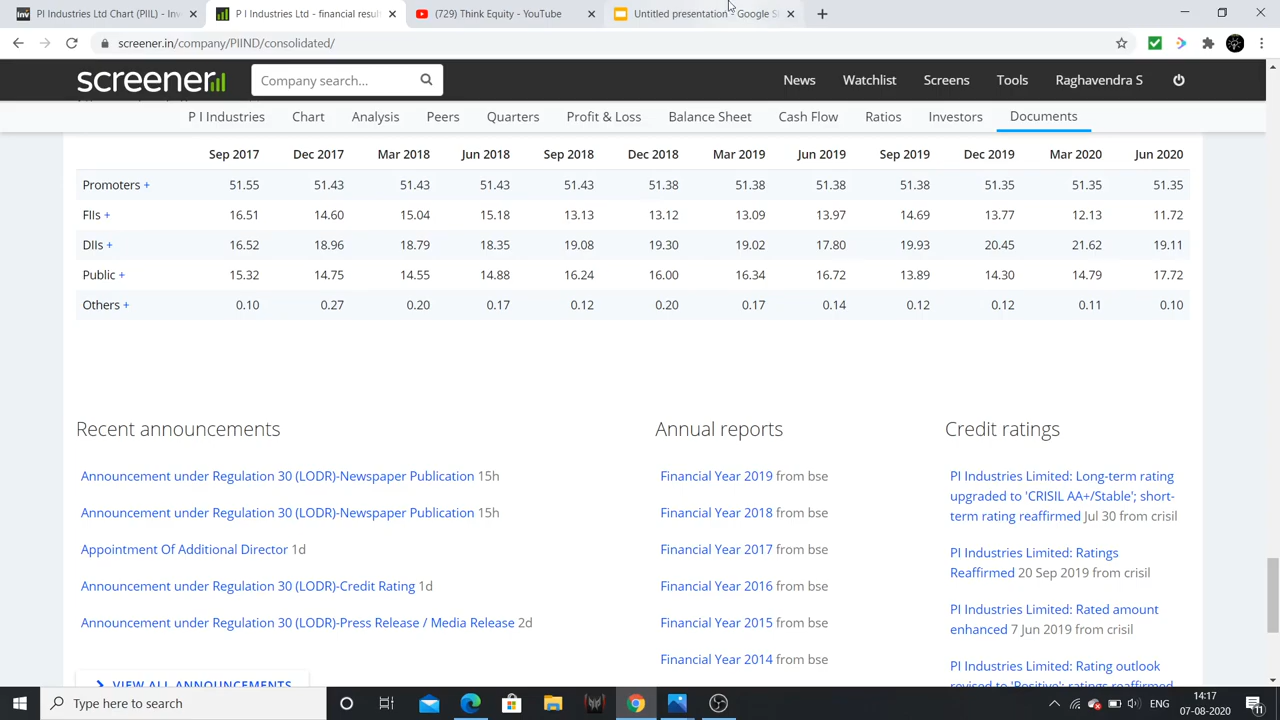 PI Industries Ltd Chart (PIIL) - Inv
P I Industries Ltd - financial result
(729) Think Equity - YouTube
Untitled presentation - Google Sl
screener.in/company/PIIND/consolidated/
screener
Company search...
News
Watchlist
Screens
Tools
Raghavendra S
P I Industries
Chart
Analysis
Peers
Quarters
Profit & Loss
Balance Sheet
Cash Flow
Ratios
Investors
Documents
Sep 2017 Dec 2017 Mar 2018 Jun 2018 Sep 2018 Dec 2018 Mar 2019 Jun 2019 Sep 2019 Dec 2019 Mar 2020 Jun 2020
Promoters + 51.55 51.43 51.43 51.43 51.43 51.38 51.38 51.38 51.38 51.35 51.35 51.35
FIIs + 16.51 14.60 15.04 15.18 13.13 13.12 13.09 13.97 14.69 13.77 12.13 11.72
DIIs + 16.52 18.96 18.79 18.35 19.08 19.30 19.02 17.80 19.93 20.45 21.62 19.11
Public + 15.32 14.75 14.55 14.88 16.24 16.00 16.34 16.72 13.89 14.30 14.79 17.72
Others + 0.10 0.27 0.20 0.17 0.12 0.20 0.17 0.14 0.12 0.12 0.11 0.10
Recent announcements
Announcement under Regulation 30 (LODR)-Newspaper Publication 15h
Announcement under Regulation 30 (LODR)-Newspaper Publication 15h
Appointment Of Additional Director 1d
Announcement under Regulation 30 (LODR)-Credit Rating 1d
Announcement under Regulation 30 (LODR)-Press Release / Media Release 2d
VIEW ALL ANNOUNCEMENTS
Annual reports
Financial Year 2019 from bse
Financial Year 2018 from bse
Financial Year 2017 from bse
Financial Year 2016 from bse
Financial Year 2015 from bse
Financial Year 2014 from bse
Credit ratings
PI Industries Limited: Long-term rating
upgraded to 'CRISIL AA+/Stable'; short-
term rating reaffirmed Jul 30 from crisil
PI Industries Limited: Ratings
Reaffirmed 20 Sep 2019 from crisil
PI Industries Limited: Rated amount
enhanced 7 Jun 2019 from crisil
PI Industries Limited: Rating outlook
revised to 'Positive'; ratings reaffirmed
Type here to search
ENG
14:17
07-08-2020
11